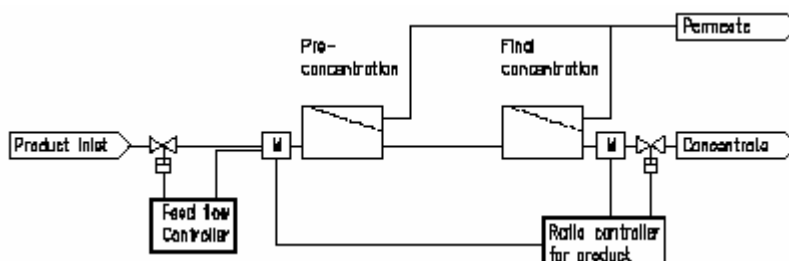 Pre-
concentration
Final
concentration
Permeate
Product Inlet
M
M
Concentrate
Feed flow
Controller
Ratio controller
for product